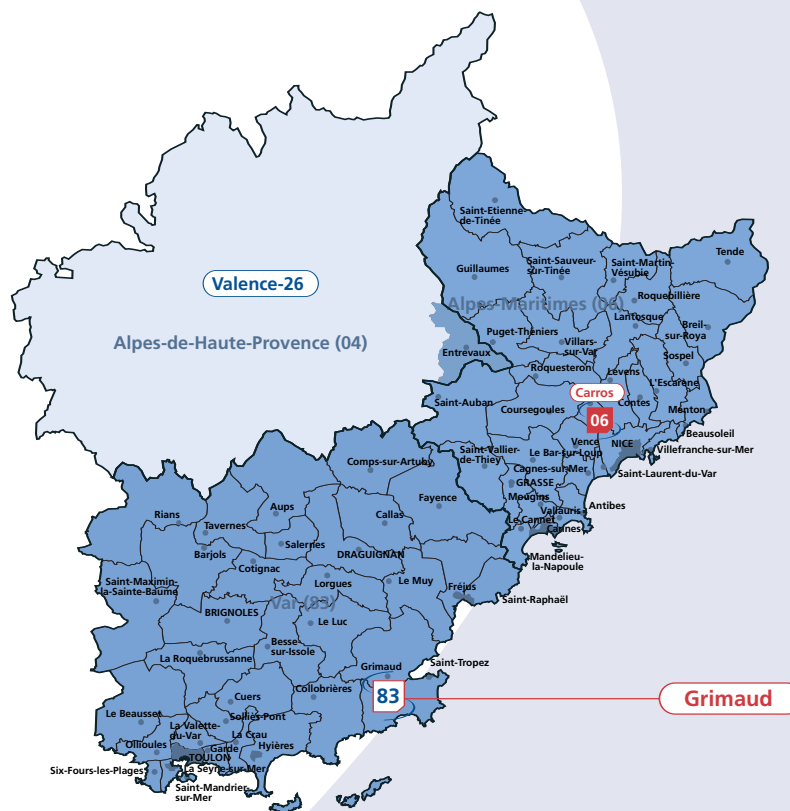 Saint-Etienne-
de-Tinée
Tende
Saint-Sauveur-
sur-Tinée
Saint-Martin-
Vésubie
Guillaumes
Valence-26
Roquebillière
Alpes-Maritimes (06)
Lantosque
Breil-
sur-Roya
Puget-Théniers
Villars-
sur-Var
Alpes-de-Haute-Provence (04)
Entrevaux
Sospel
Roquesteron
Levens
L'Escarène
Carros
Saint-Auban
Contes
Coursegoules
Menton
06
Beausoleil
Vence
NICE
Saint-Vallier-
de-Thiey
Le Bar-sur-Loup
Villefranche-sur-Mer
Comps-sur-Artuby
Cagnes-sur-Mer
Saint-Laurent-du-Var
GRASSE
Fayence
Mougins
Antibes
Aups
Vallauris
Rians
Callas
Le Cannet
Cannes
Tavernes
Salernes
Barjols
DRAGUIGNAN
Mandelieu-
la-Napoule
Cotignac
Saint-Maximin-
la-Sainte-Baume
Lorgues
Le Muy
Fréjus
Var (83)
Saint-Raphaël
BRIGNOLES
Le Luc
Besse-
sur-Issole
La Roquebrussanne
Grimaud
Saint-Tropez
Collobrières
83
Grimaud
Cuers
Le Beausset
Solliès-Pont
La Valette-
du-Var
La Crau
Ollioules
Garde
Hyières
TOULON
Six-Fours-les-Plages
La Seyne-sur-Mer
Saint-Mandrier-
sur-Mer